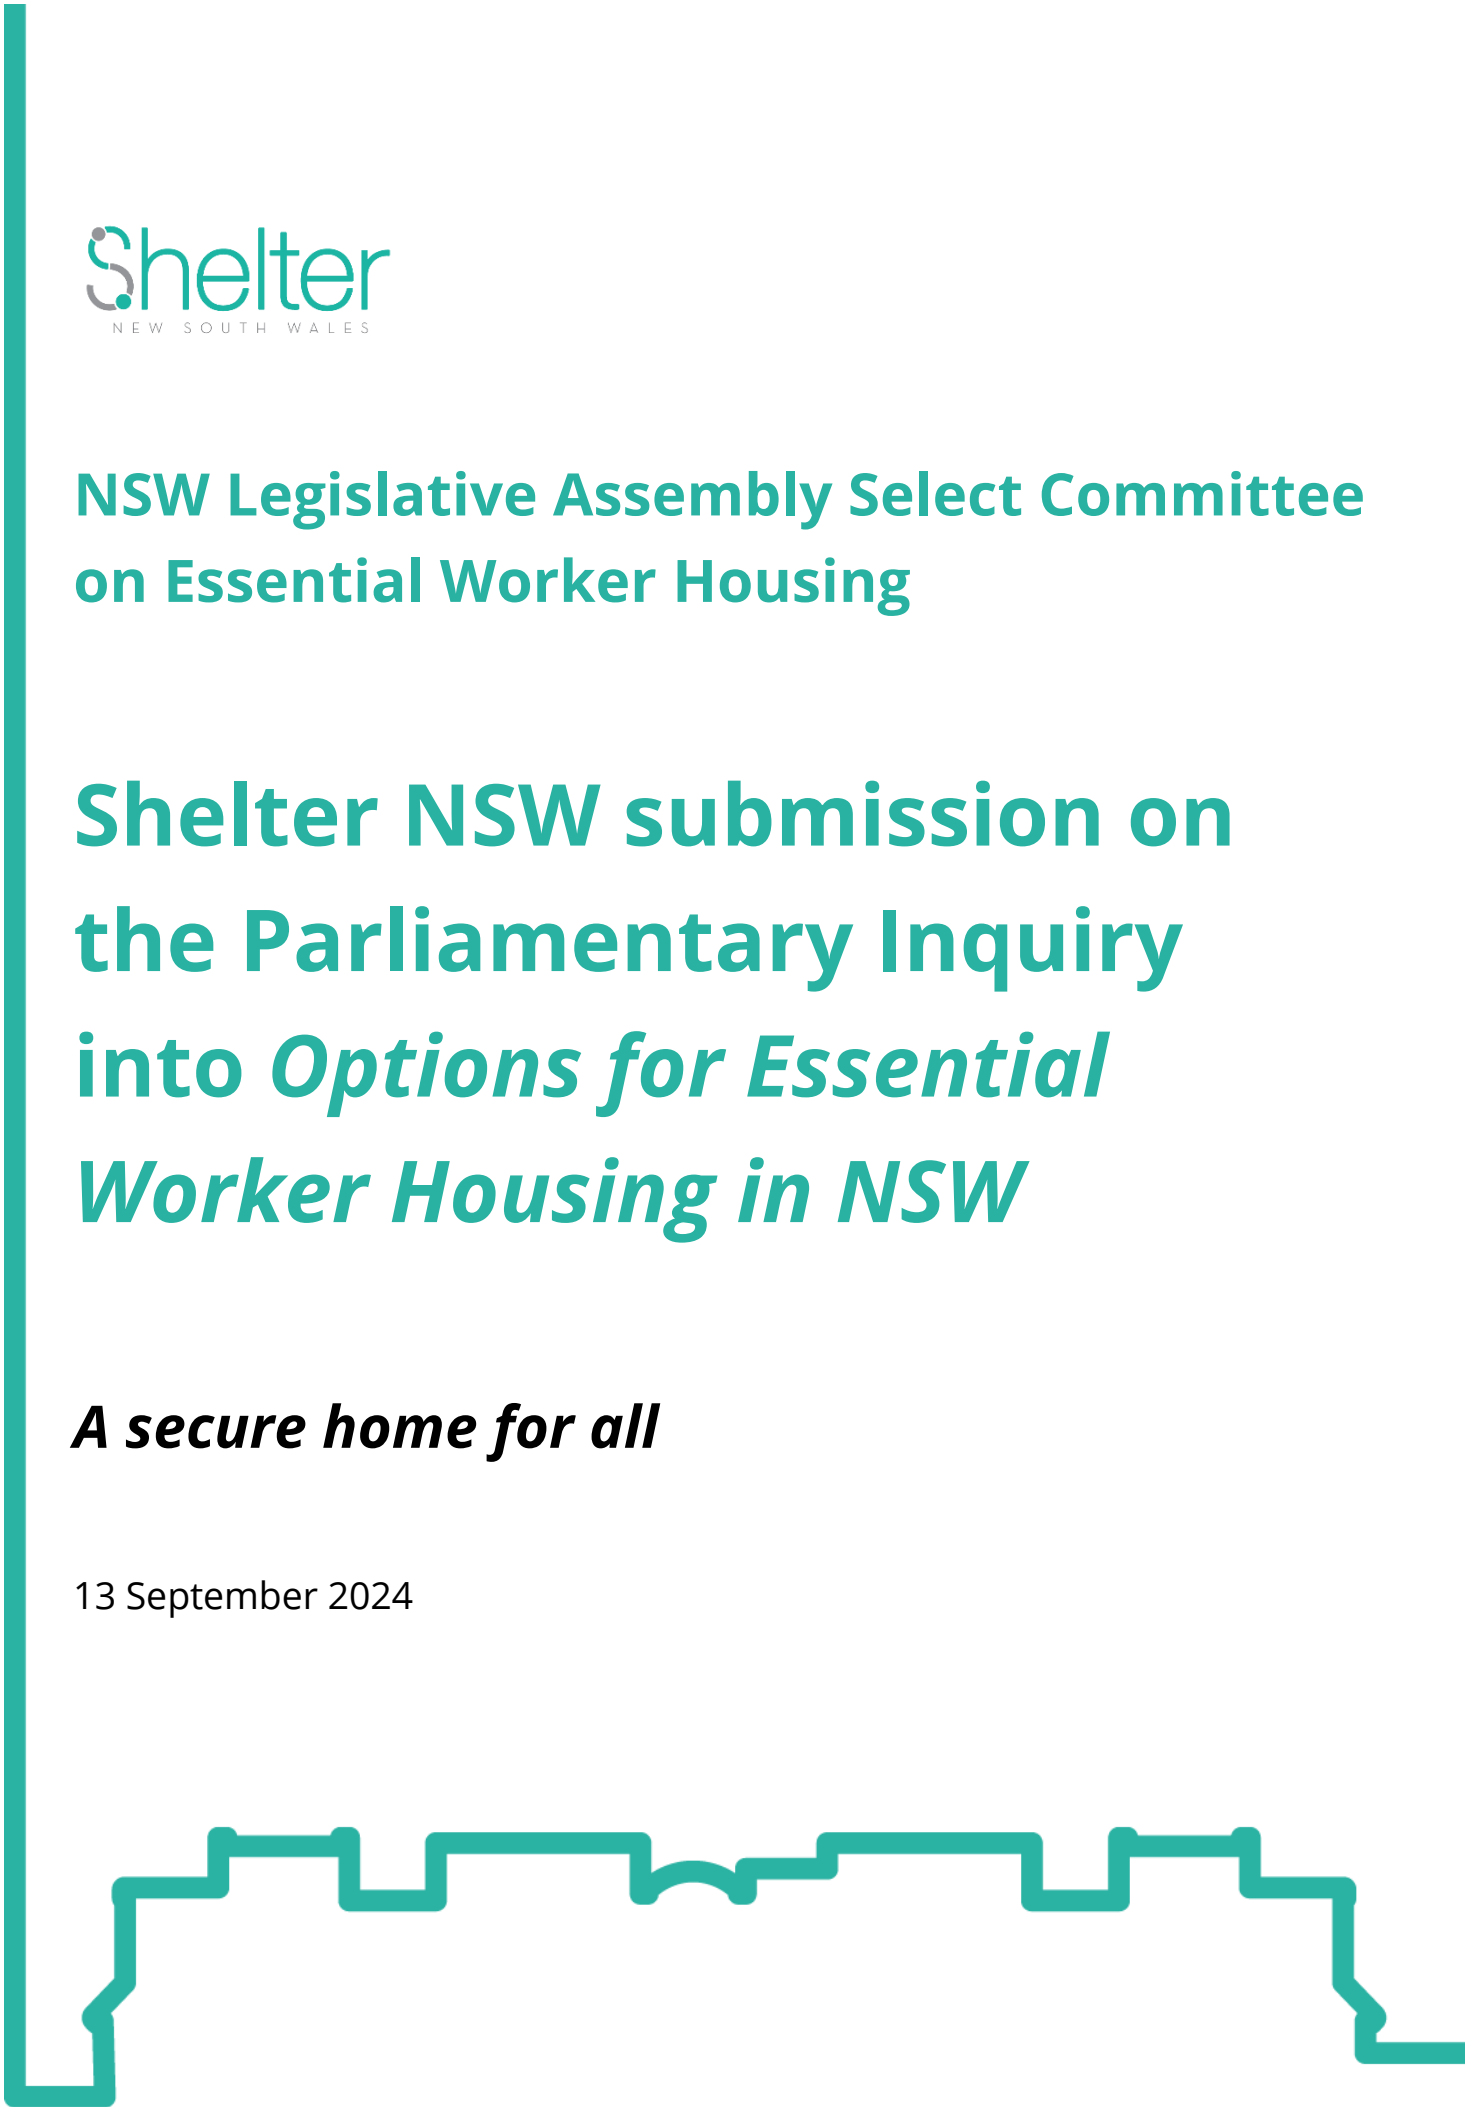 Shelter
NEW SOUTH WALES
NSW Legislative Assembly Select Committee
on Essential Worker Housing
Shelter NSW submission on
the Parliamentary Inquiry
into Options for Essential
Worker Housing in NSW
A secure home for all
13 September 2024